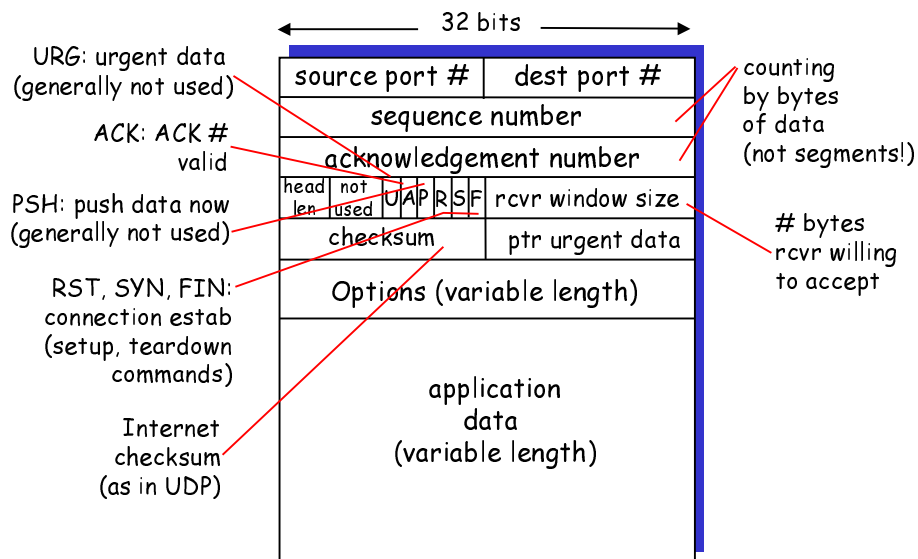 32 bits
URG: urgent data
(generally not used)
ACK: ACK #
valid
PSH: push data now
(generally not used)
RST, SYN, FIN:
connection estab
(setup, teardown
commands)
Internet
checksum
(as in UDP)
source port #
dest port #
sequence number
acknowledgement number
head
len
not
used
U
A
P
R
S
F
rcvr window size
checksum
ptr urgent data
Options (variable length)
application
data
(variable length)
counting
by bytes
of data
(not segments!)
# bytes
rcvr willing
to accept